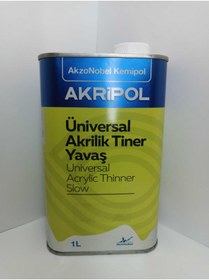 AkzoNobel Kemipol
AKRİPOL
Üniversal
Akrilik Tiner
Yavaş
Universal
Acrylic Thinner
Slow
1L